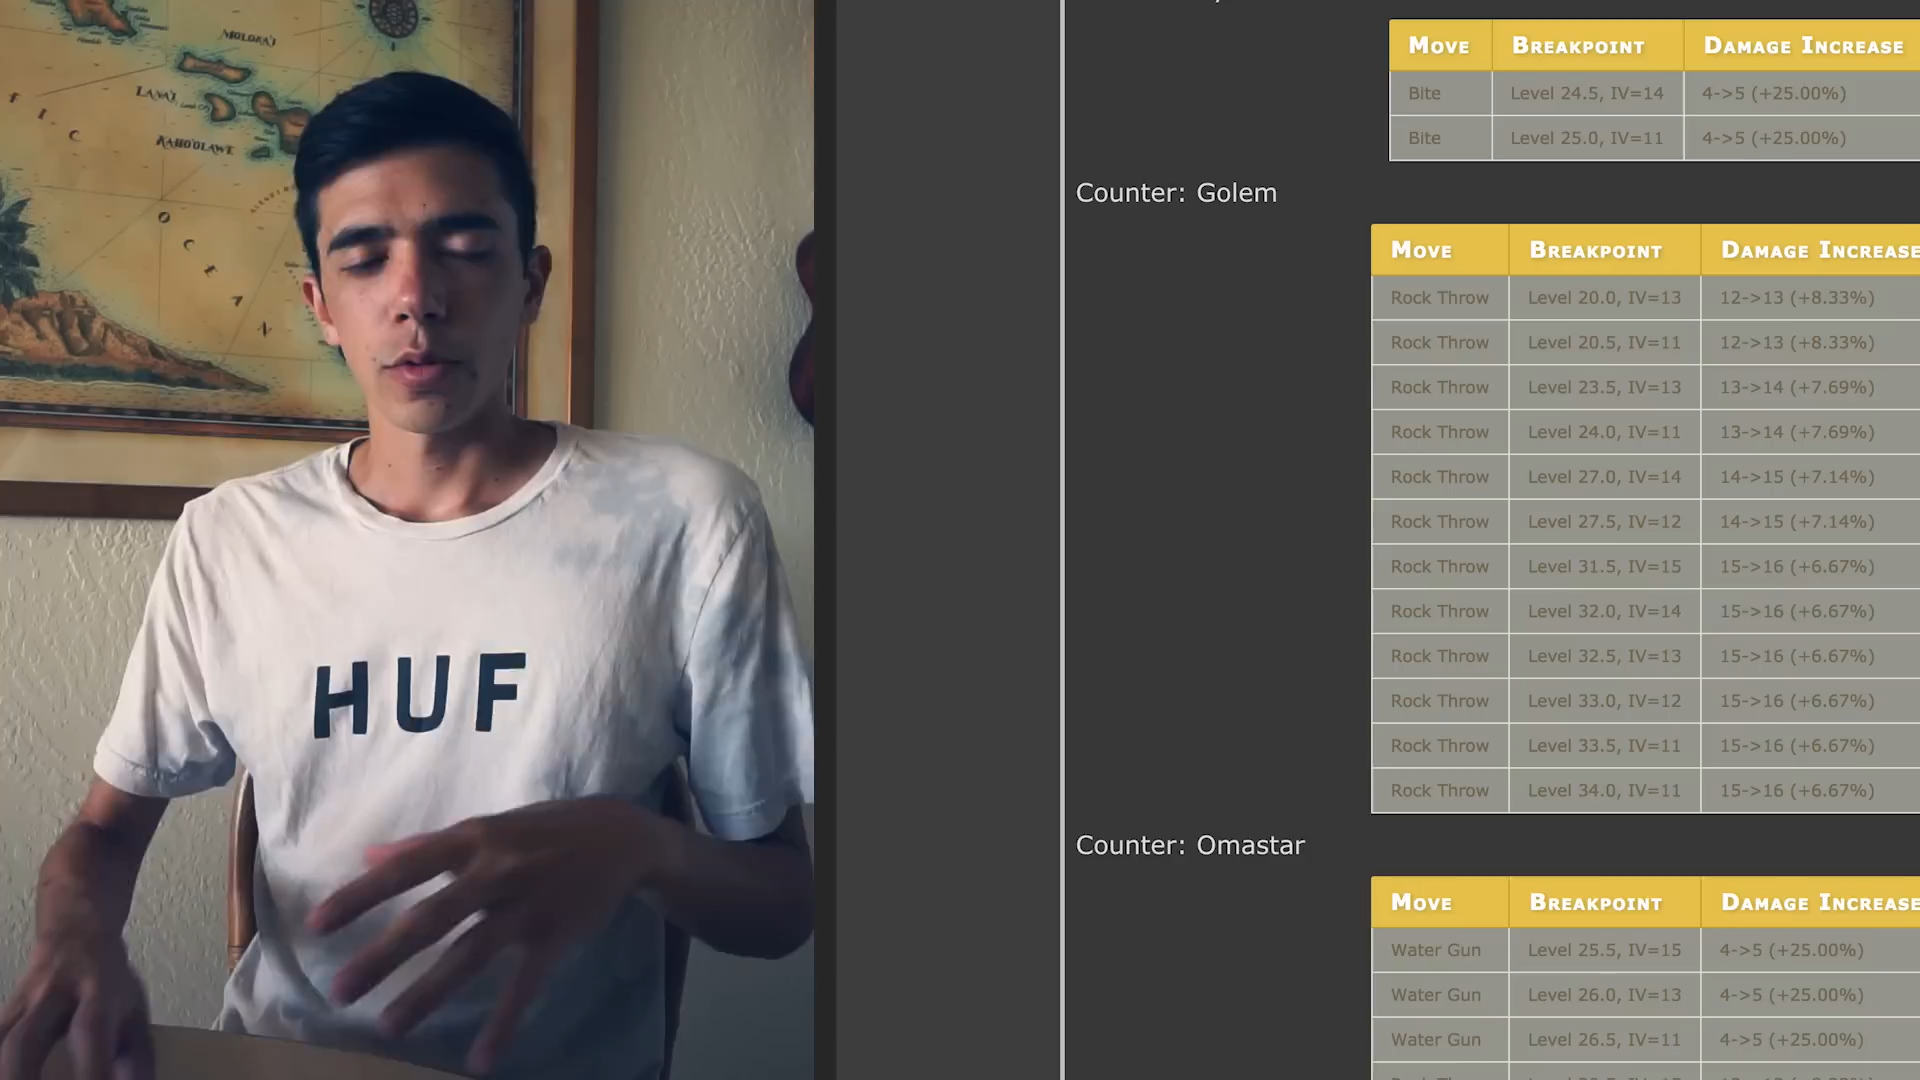 MOLOKA'I
LANA'I
KAHO'OLAWE
F I C
O C E A N
HUF
Move Breakpoint Damage Increase
Bite Level 24.5, IV=14 4->5 (+25.00%)
Bite Level 25.0, IV=11 4->5 (+25.00%)
Counter: Golem
Move Breakpoint Damage Increase
Rock Throw Level 20.0, IV=13 12->13 (+8.33%)
Rock Throw Level 20.5, IV=11 12->13 (+8.33%)
Rock Throw Level 23.5, IV=13 13->14 (+7.69%)
Rock Throw Level 24.0, IV=11 13->14 (+7.69%)
Rock Throw Level 27.0, IV=14 14->15 (+7.14%)
Rock Throw Level 27.5, IV=12 14->15 (+7.14%)
Rock Throw Level 31.5, IV=15 15->16 (+6.67%)
Rock Throw Level 32.0, IV=14 15->16 (+6.67%)
Rock Throw Level 32.5, IV=13 15->16 (+6.67%)
Rock Throw Level 33.0, IV=12 15->16 (+6.67%)
Rock Throw Level 33.5, IV=11 15->16 (+6.67%)
Rock Throw Level 34.0, IV=11 15->16 (+6.67%)
Counter: Omastar
Move Breakpoint Damage Increase
Water Gun Level 25.5, IV=15 4->5 (+25.00%)
Water Gun Level 26.0, IV=13 4->5 (+25.00%)
Water Gun Level 26.5, IV=11 4->5 (+25.00%)